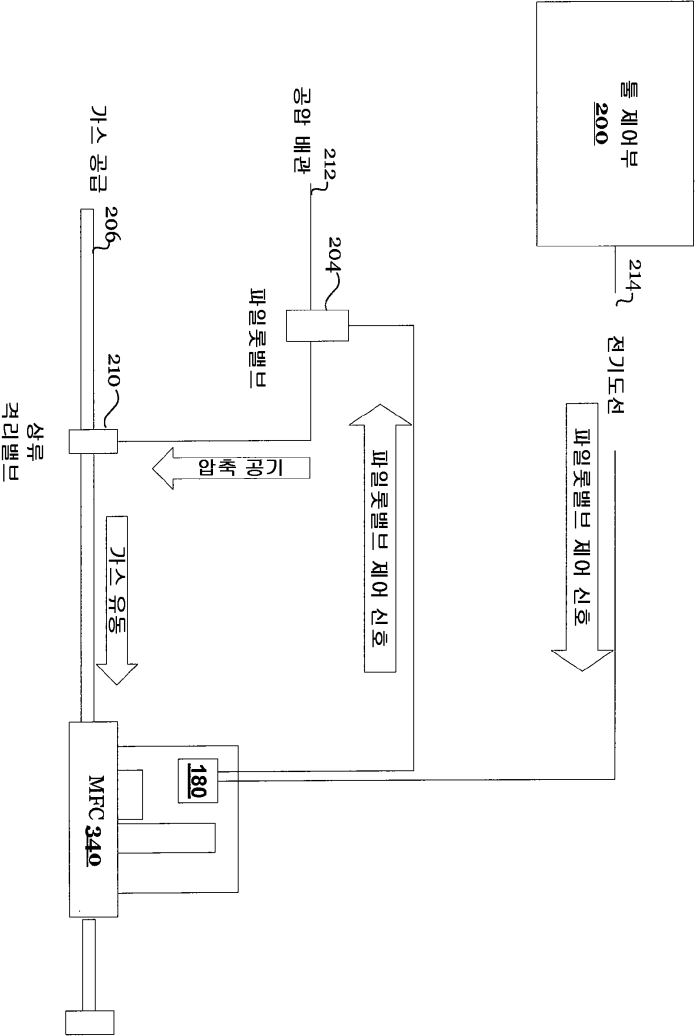 툴 제어부
200
214
전기도선
파일롯밸브 제어 신호
파일롯밸브 제어 신호
공압 배관
212
204
파일롯밸브
압축 공기
180
가스 공급
206
210
가스 유동
MFC 340
상류
격리밸브